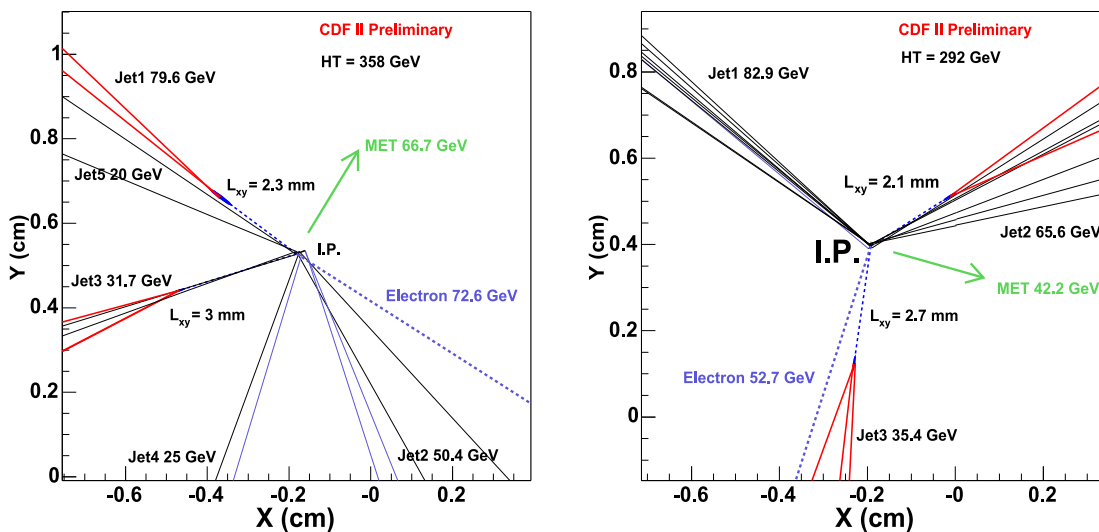 CDF II Preliminary
HT = 358 GeV
Jet1 79.6 GeV
MET 66.7 GeV
Jet5 20 GeV
Lxy= 2.3 mm
I.P.
Jet3 31.7 GeV
Electron 72.6 GeV
Lxy= 3 mm
Jet4 25 GeV
Jet2 50.4 GeV
Y (cm)
1
0.8
0.6
0.4
0.2
0
-0.6
-0.4
-0.2
-0
0.2
X (cm)
CDF II Preliminary
HT = 292 GeV
Jet1 82.9 GeV
Lxy= 2.1 mm
Jet2 65.6 GeV
I.P.
MET 42.2 GeV
Lxy= 2.7 mm
Electron 52.7 GeV
Jet3 35.4 GeV
Y (cm)
0.8
0.6
0.4
0.2
0
-0.6
-0.4
-0.2
-0
0.2
X (cm)